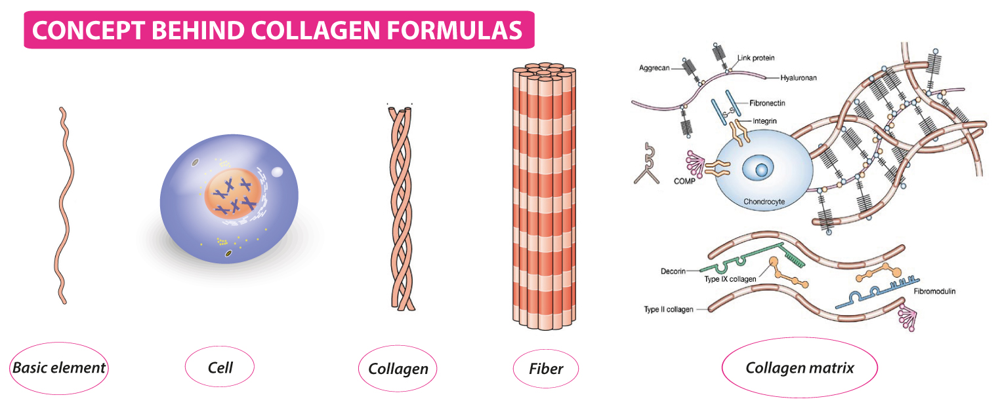 CONCEPT BEHIND COLLAGEN FORMULAS
Aggrecan
Link protein
Hyaluronan
Fibronectin
S
S
Integrin
COMP
Chondrocyte
Decorin
Type IX collagen
Fibromodulin
Type II collagen
Basic element
Cell
Collagen
Fiber
Collagen matrix